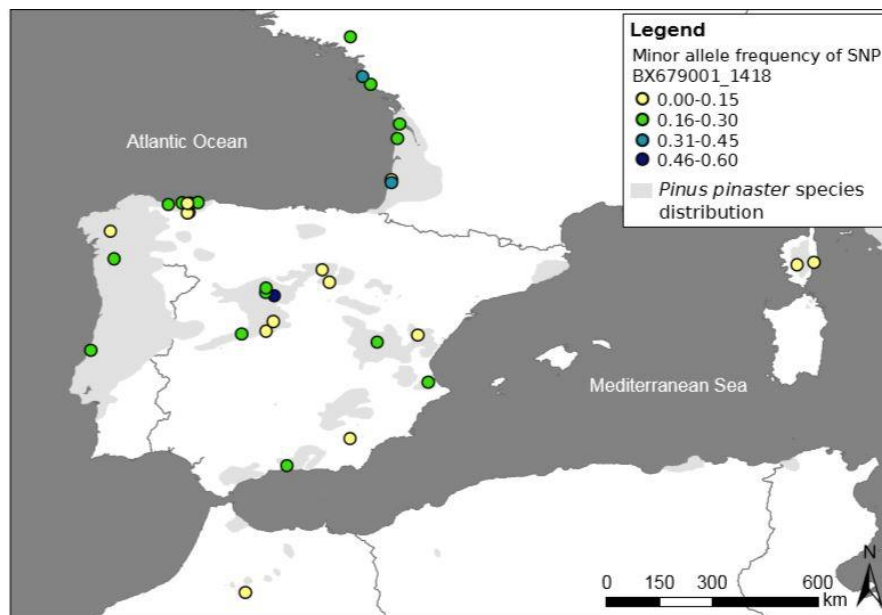 Legend
Minor allele frequency of SNP
BX679001_1418
0.00-0.15
0.16-0.30
0.31-0.45
0.46-0.60
Pinus pinaster species
distribution
Atlantic Ocean
Mediterranean Sea
N
0 150 300 600
km